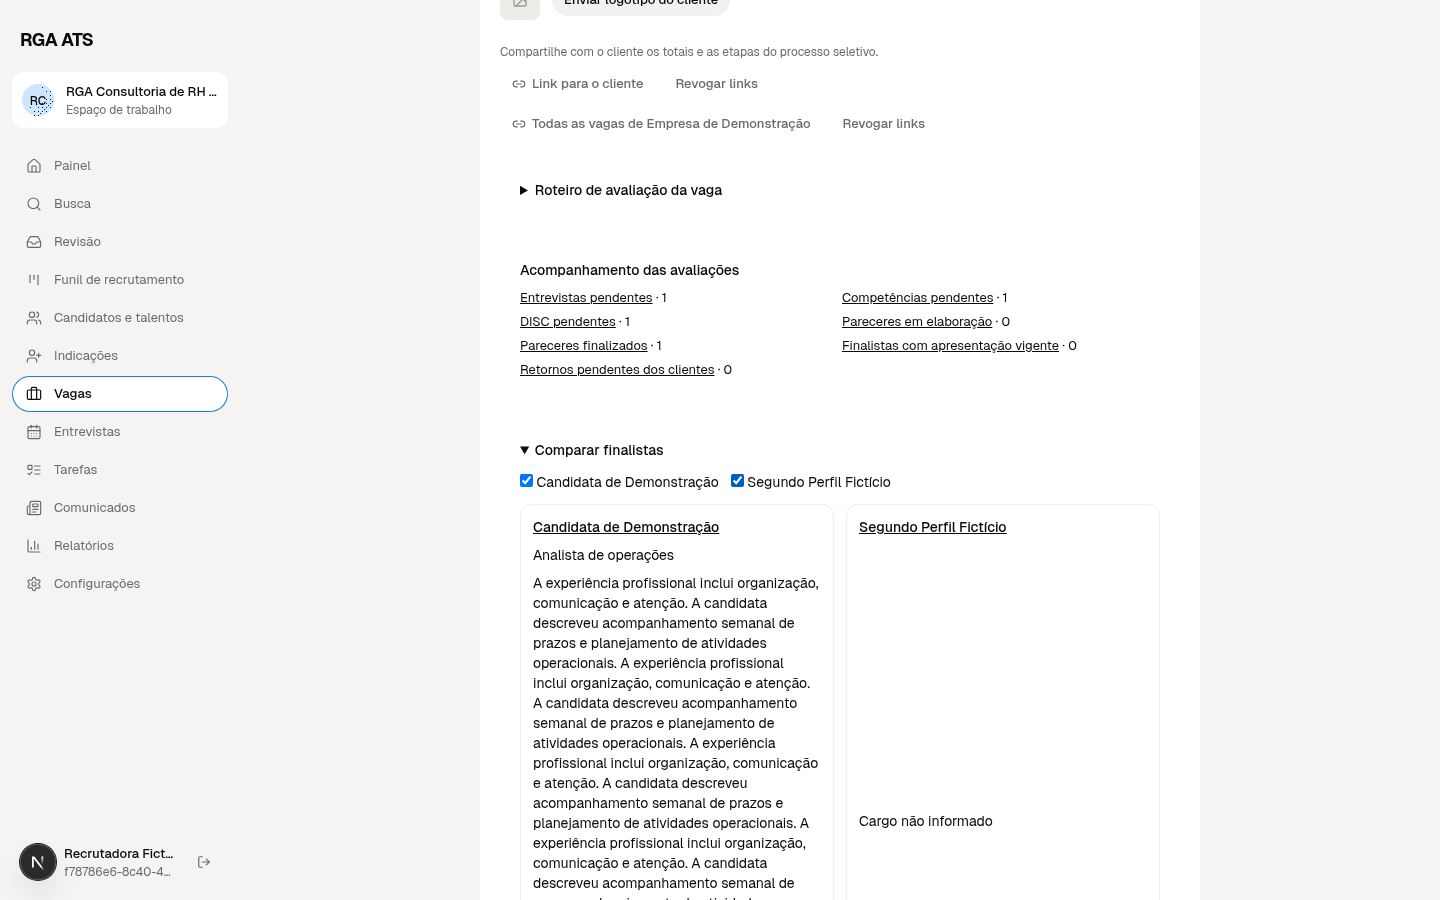 RGA ATS
RC
RGA Consultoria de RH ...
Espaço de trabalho
Painel
Busca
Revisão
Funil de recrutamento
Candidatos e talentos
Indicações
Vagas
Entrevistas
Tarefas
Comunicados
Relatórios
Configurações
N
Recrutadora Fict...
f78786e6-8c40-4...
Enviar logotipo do cliente
Compartilhe com o cliente os totais e as etapas do processo seletivo.
Link para o cliente Revogar links
Todas as vagas de Empresa de Demonstração Revogar links
Roteiro de avaliação da vaga
Acompanhamento das avaliações
Entrevistas pendentes · 1 Competências pendentes · 1
DISC pendentes · 1 Pareceres em elaboração · 0
Pareceres finalizados · 1 Finalistas com apresentação vigente · 0
Retornos pendentes dos clientes · 0
Comparar finalistas
Candidata de Demonstração Segundo Perfil Fictício
Candidata de Demonstração
Analista de operações
A experiência profissional inclui organização,
comunicação e atenção. A candidata
descreveu acompanhamento semanal de
prazos e planejamento de atividades
operacionais. A experiência profissional
inclui organização, comunicação e atenção.
A candidata descreveu acompanhamento
semanal de prazos e planejamento de
atividades operacionais. A experiência
profissional inclui organização, comunicação
e atenção. A candidata descreveu
acompanhamento semanal de prazos e
planejamento de atividades operacionais. A
experiência profissional inclui organização,
comunicação e atenção. A candidata
descreveu acompanhamento semanal de
Segundo Perfil Fictício
Cargo não informado